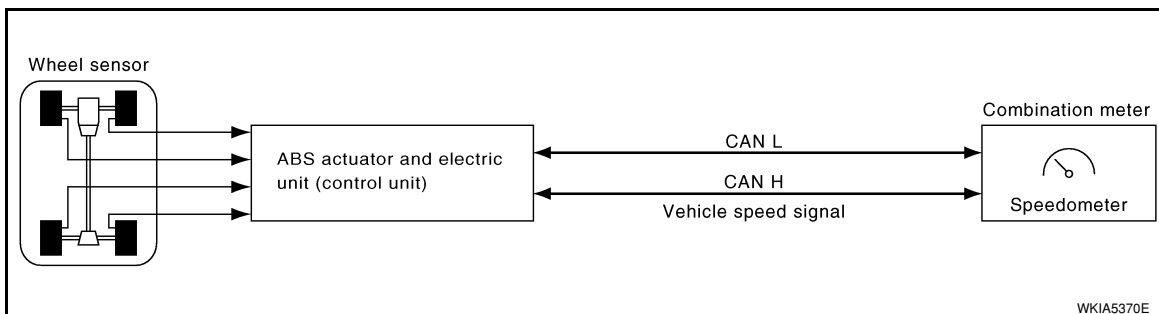 Wheel sensor
ABS actuator and electric
unit (control unit)
CAN L
CAN H
Vehicle speed signal
Combination meter
Speedometer
WKIA5370E